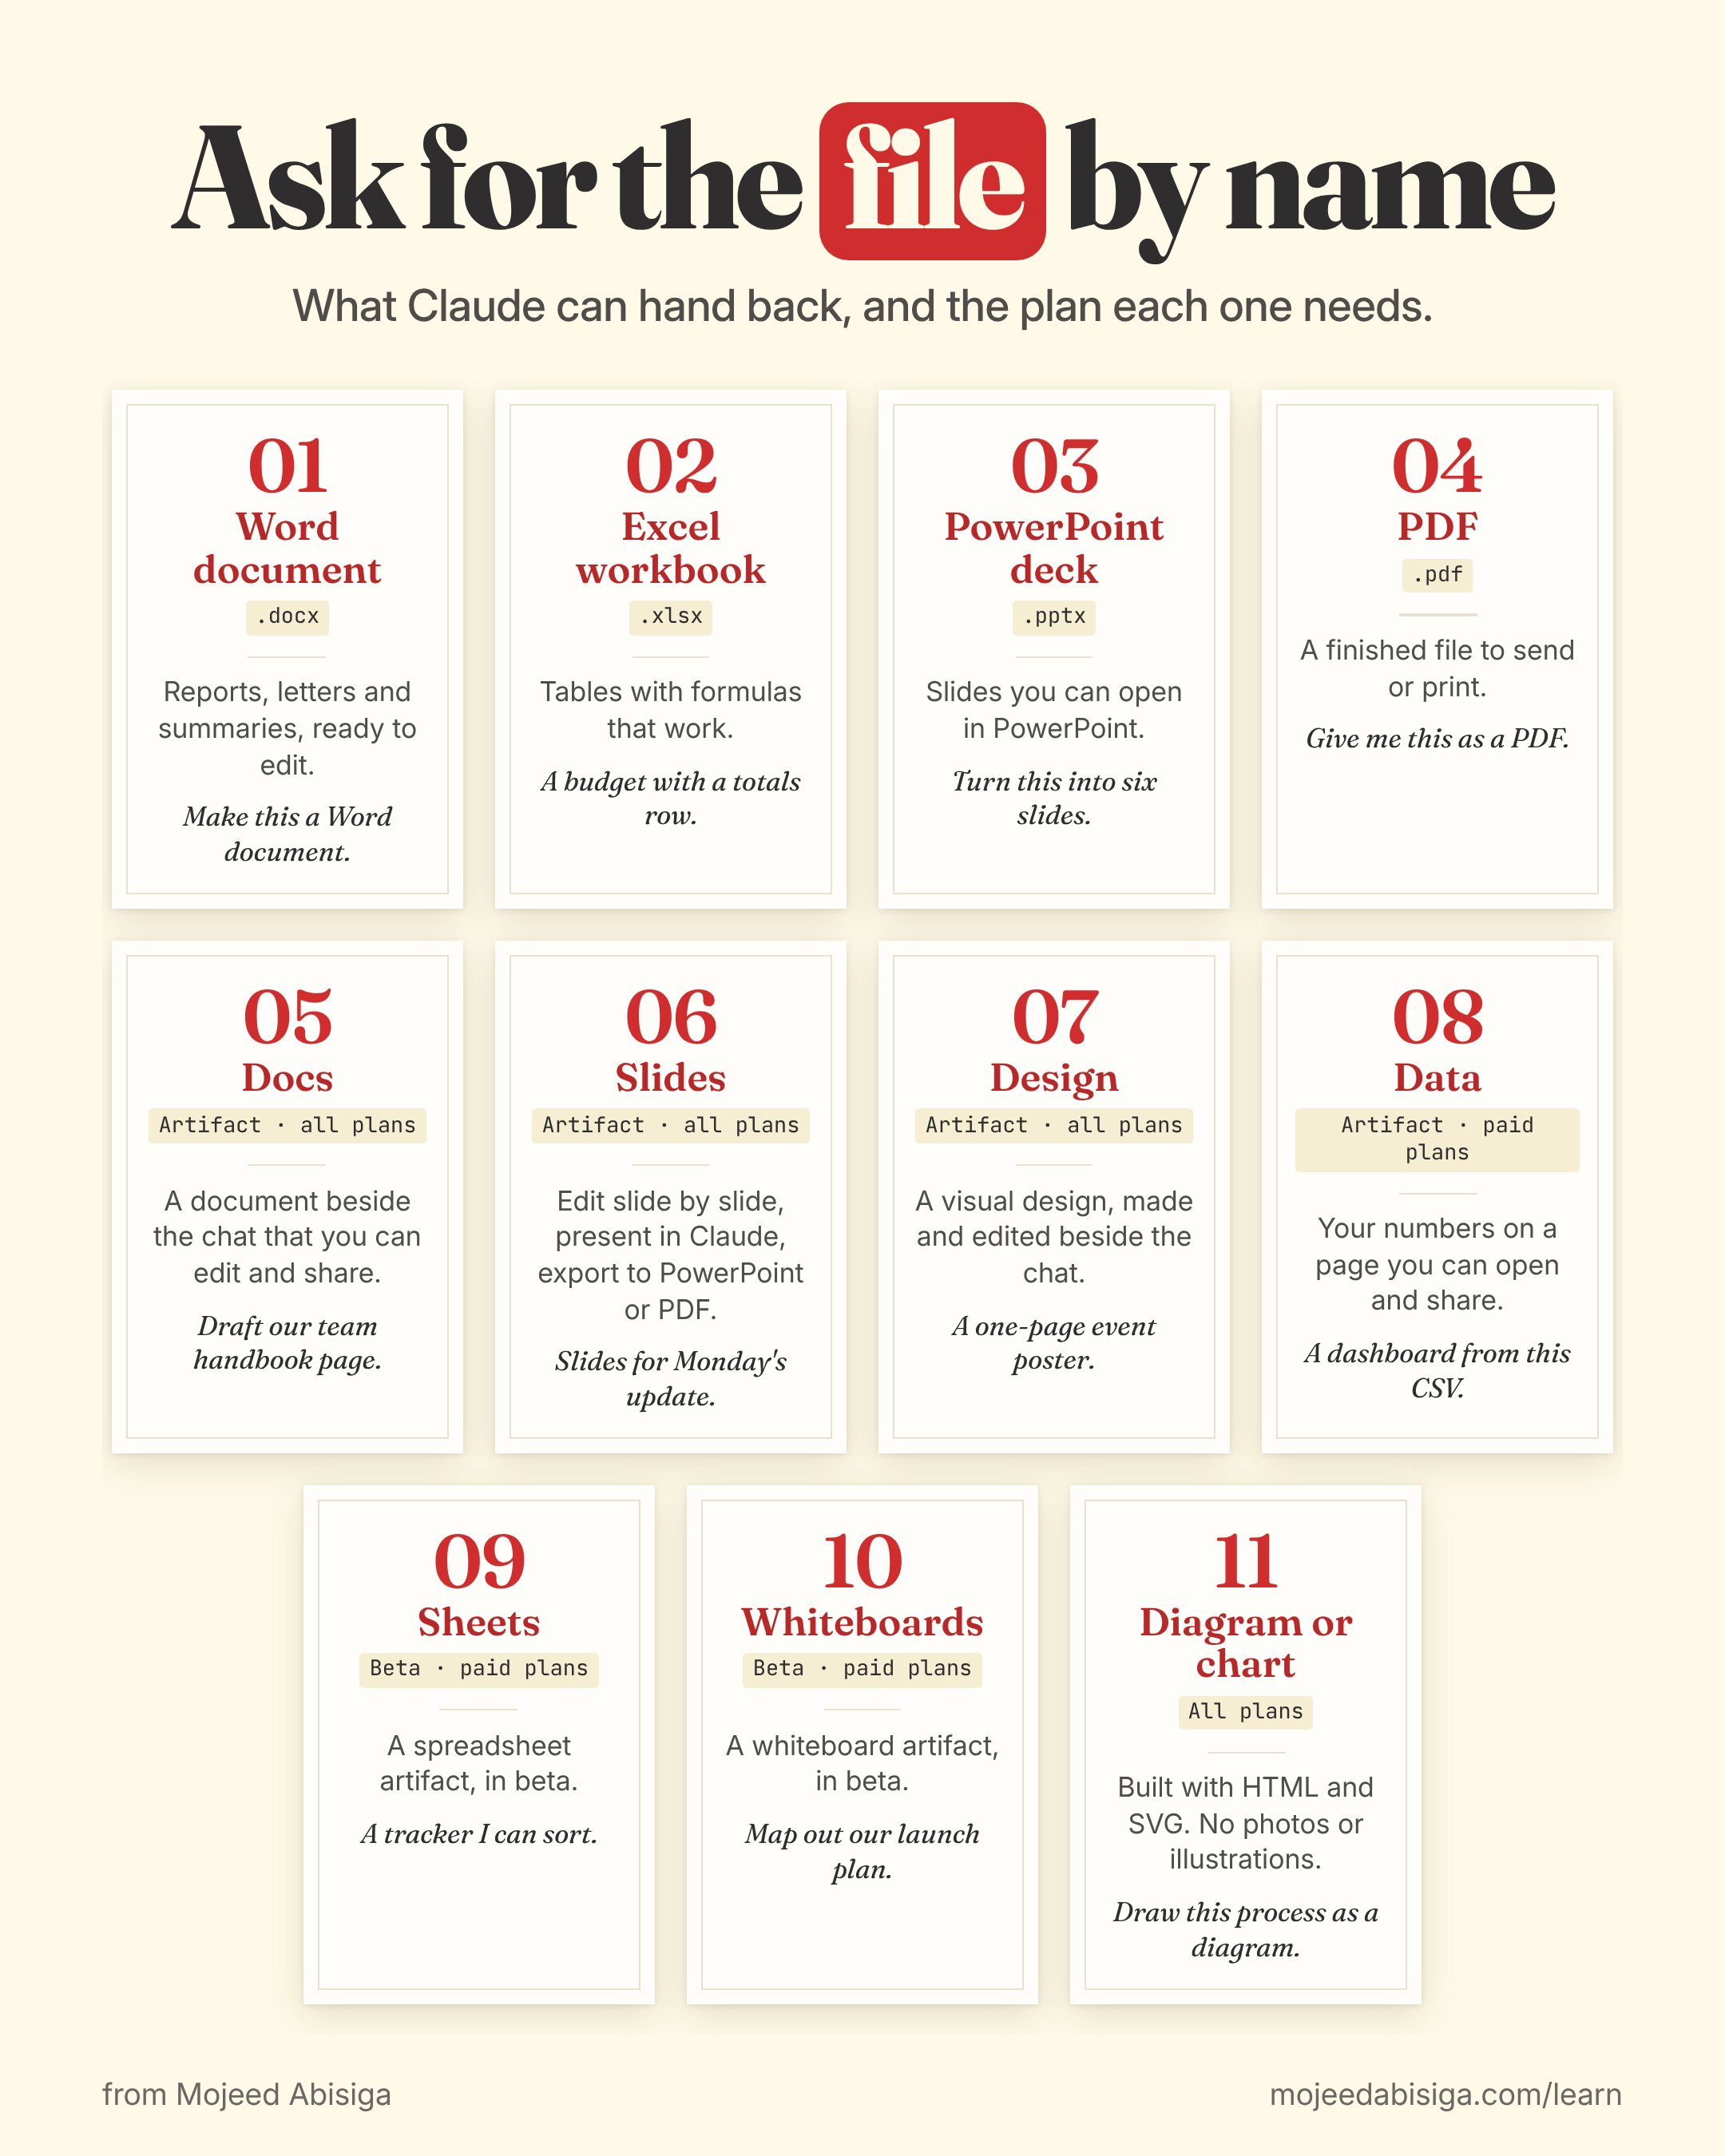 Ask for the file by name
What Claude can hand back, and the plan each one needs.
01
Word
document
.docx
Reports, letters and
summaries, ready to
edit.
Make this a Word
document.
02
Excel
workbook
.xlsx
Tables with formulas
that work.
A budget with a totals
row.
03
PowerPoint
deck
.pptx
Slides you can open
in PowerPoint.
Turn this into six
slides.
04
PDF
.pdf
A finished file to send
or print.
Give me this as a PDF.
05
Docs
Artifact · all plans
A document beside
the chat that you can
edit and share.
Draft our team
handbook page.
06
Slides
Artifact · all plans
Edit slide by slide,
present in Claude,
export to PowerPoint
or PDF.
Slides for Monday's
update.
07
Design
Artifact · all plans
A visual design, made
and edited beside the
chat.
A one-page event
poster.
08
Data
Artifact · paid
plans
Your numbers on a
page you can open
and share.
A dashboard from this
CSV.
09
Sheets
Beta · paid plans
A spreadsheet
artifact, in beta.
A tracker I can sort.
10
Whiteboards
Beta · paid plans
A whiteboard artifact,
in beta.
Map out our launch
plan.
11
Diagram or
chart
All plans
Built with HTML and
SVG. No photos or
illustrations.
Draw this process as a
diagram.
from Mojeed Abisiga
mojeedabisiga.com/learn